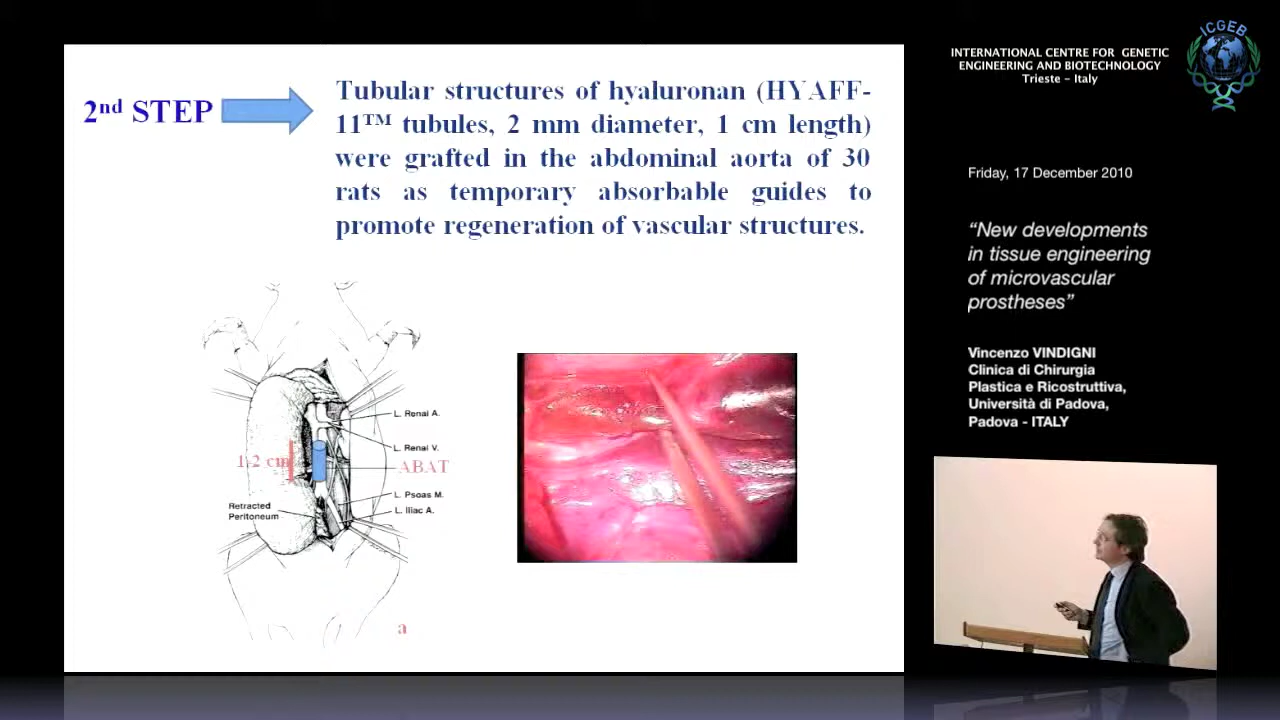 2nd STEP
Tubular structures of hyaluronan (HYAFF-
11™ tubules, 2 mm diameter, 1 cm length)
were grafted in the abdominal aorta of 30
rats as temporary absorbable guides to
promote regeneration of vascular structures.
L. Renal A.
L. Renal V.
1.2 cm
ABAT
L. Psoas M.
L. Iliac A.
Retracted
Peritoneum
a
ICGEB
INTERNATIONAL CENTRE FOR GENETIC
ENGINEERING AND BIOTECHNOLOGY
Trieste - Italy
Friday, 17 December 2010
“New developments
in tissue engineering
of microvascular
prostheses”
Vincenzo VINDIGNI
Clinica di Chirurgia
Plastica e Ricostruttiva,
Università di Padova,
Padova - ITALY